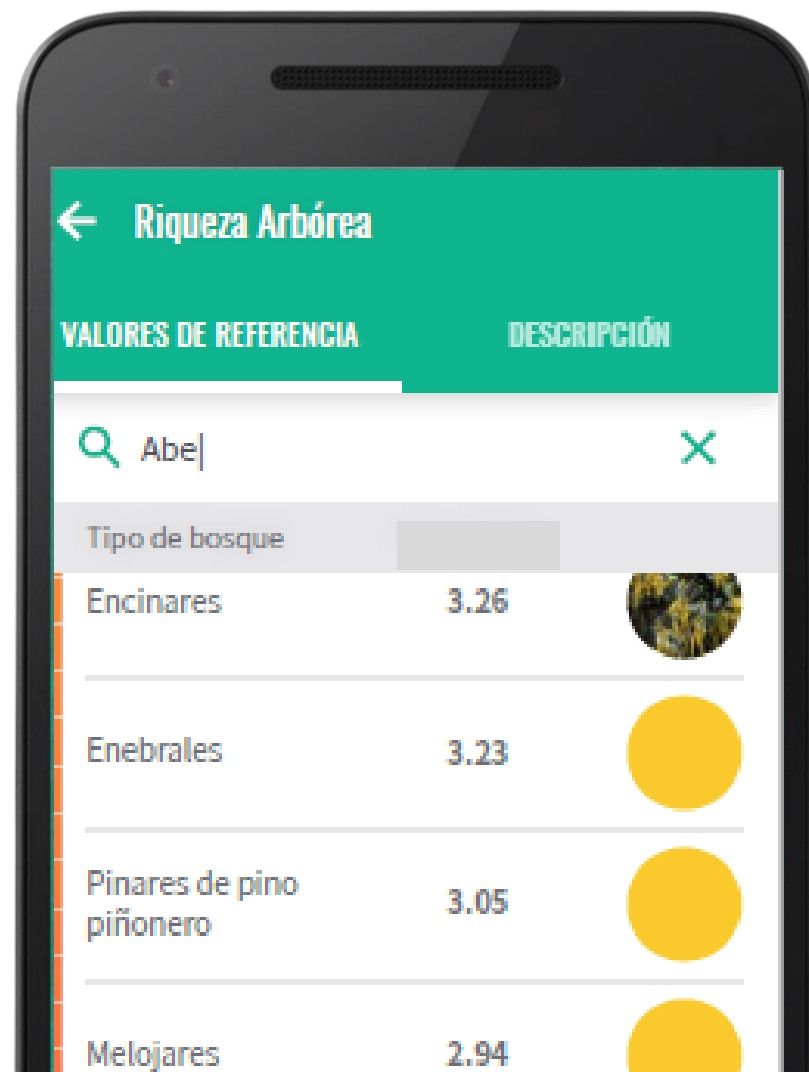 Riqueza Arbórea
VALORES DE REFERENCIA DESCRIPCIÓN
Abe
Tipo de bosque
Encinares 3.26
Enebrales 3.23
Pinares de pino
piñonero 3.05
Melojares 2.94